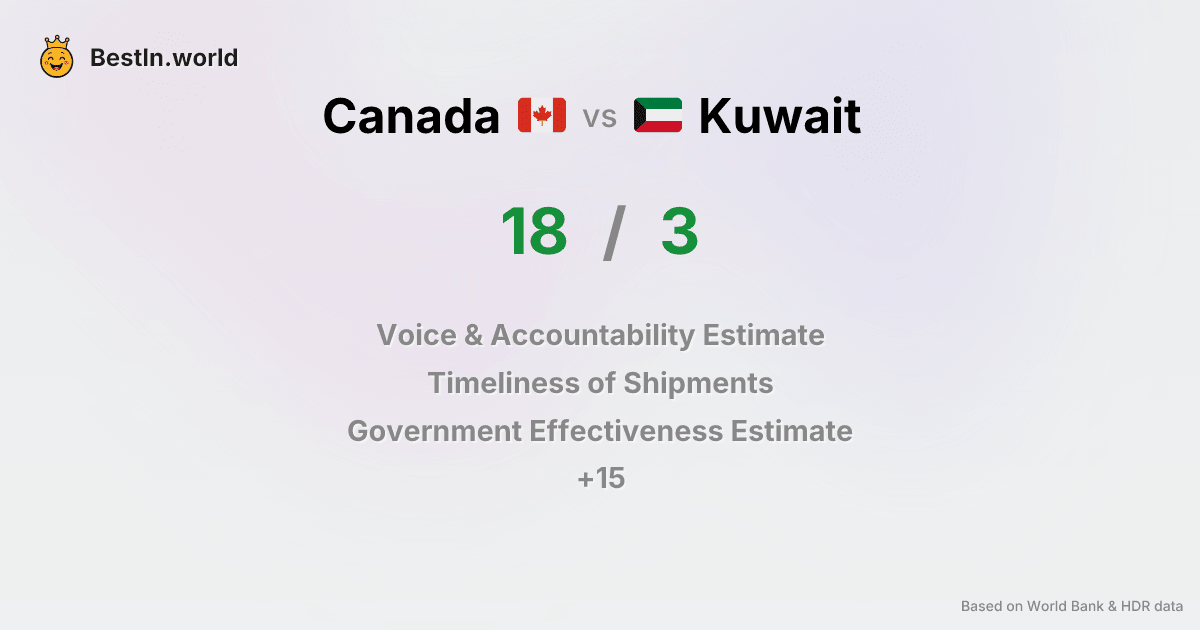 BestIn.world
Canada vs Kuwait
18 / 3
Voice & Accountability Estimate
Timeliness of Shipments
Government Effectiveness Estimate
+15
Based on World Bank & HDR data